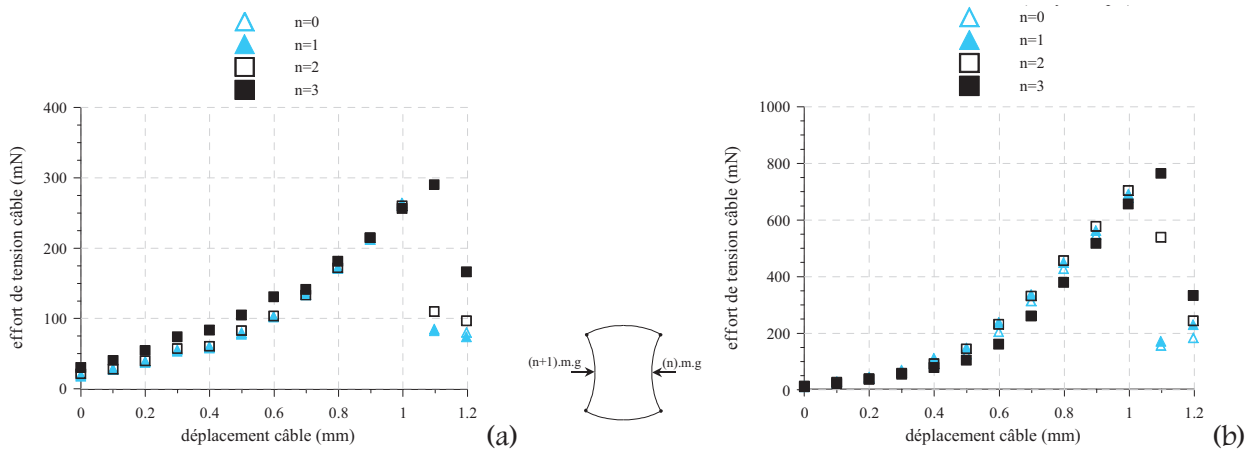 n=0
n=1
n=2
n=3
400
300
200
100
0
effort de tension câble (mN)
0 0.2 0.4 0.6 0.8 1 1.2
déplacement câble (mm)
(a)
(n+1).m.g
(n).m.g
n=0
n=1
n=2
n=3
1000
800
600
400
200
0
effort de tension câble (mN)
0 0.2 0.4 0.6 0.8 1 1.2
déplacement câble (mm)
(b)